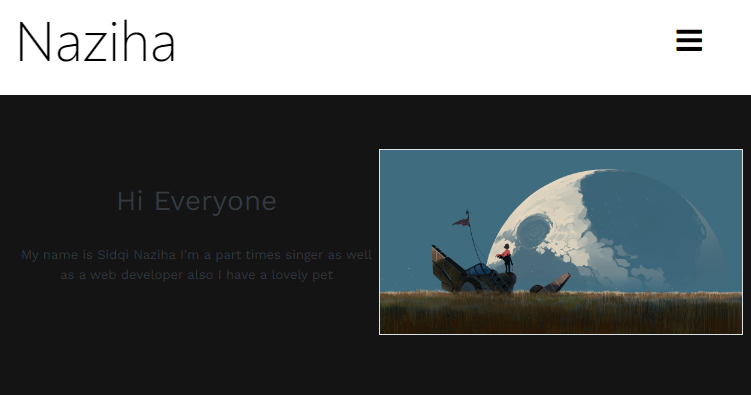 Naziha
Hi Everyone
My name is Sidqi Naziha I'm a part times singer as well
as a web developer also I have a lovely pet